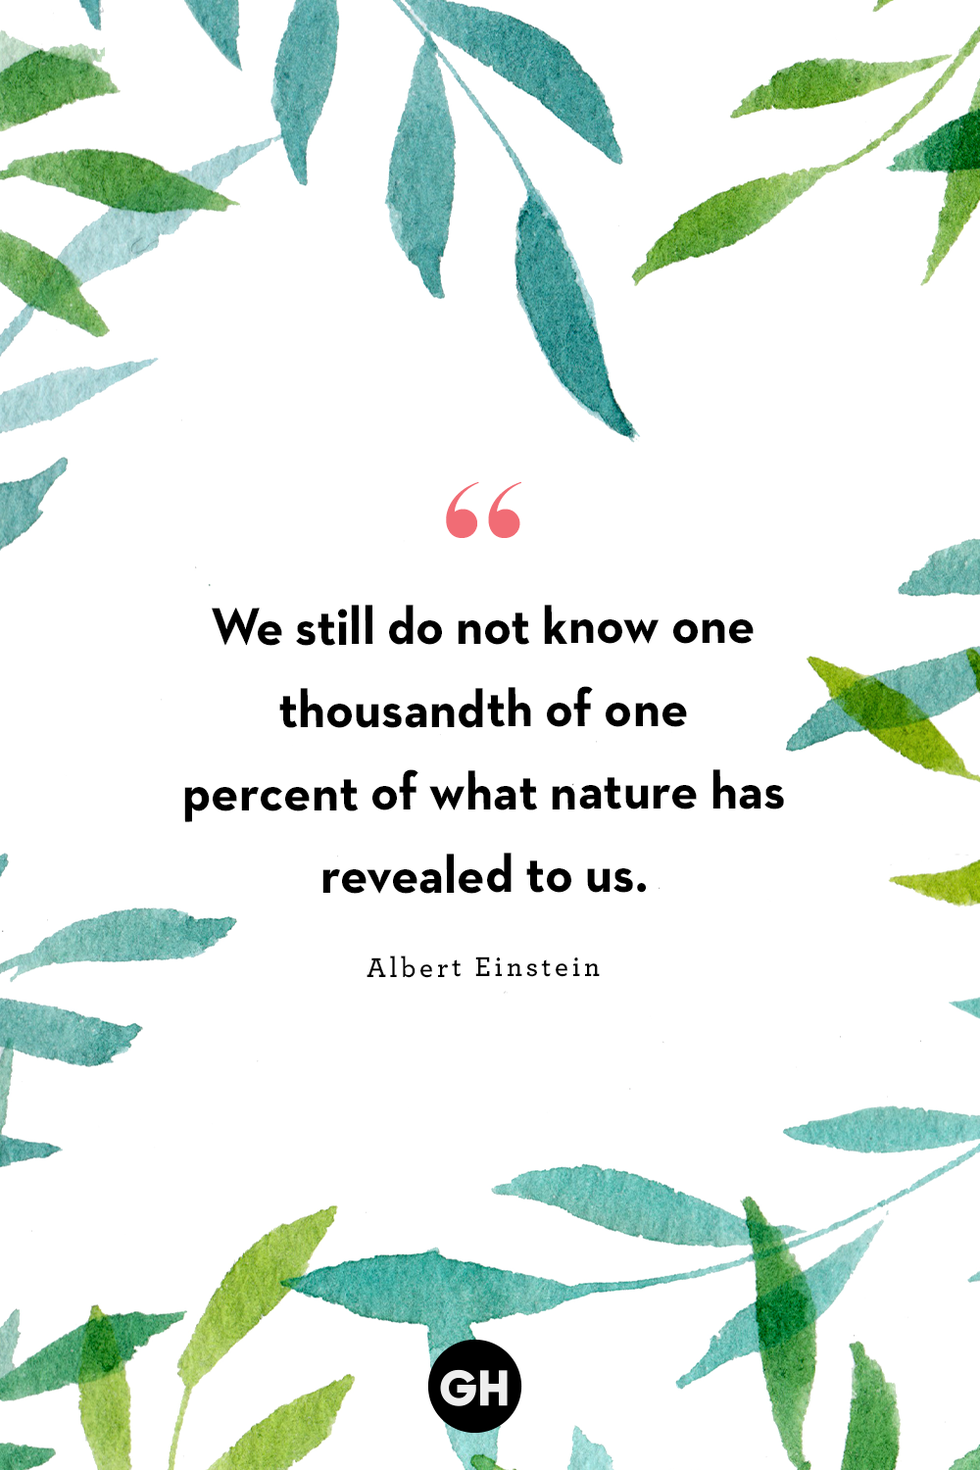 “
We still do not know one
thousandth of one
percent of what nature has
revealed to us.
Albert Einstein
GH